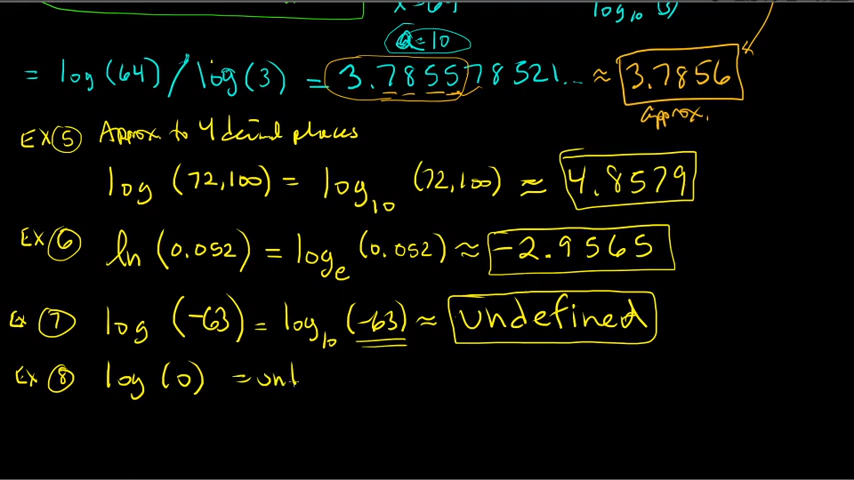 x = 64
log₁₀ (3)
a = 10
= log(64) / log(3) = 3.785578521... ≈ 3.7856
approx.
EX 5 Approx. to 4 decimal places
log (72,100) = log₁₀ (72,100) ≈ 4.8579
EX 6 ln (0.052) = logₑ (0.052) ≈ -2.9565
Ex 7 log (-63) = log₁₀ (-63) ≈ undefined
Ex 8 log (0) = und